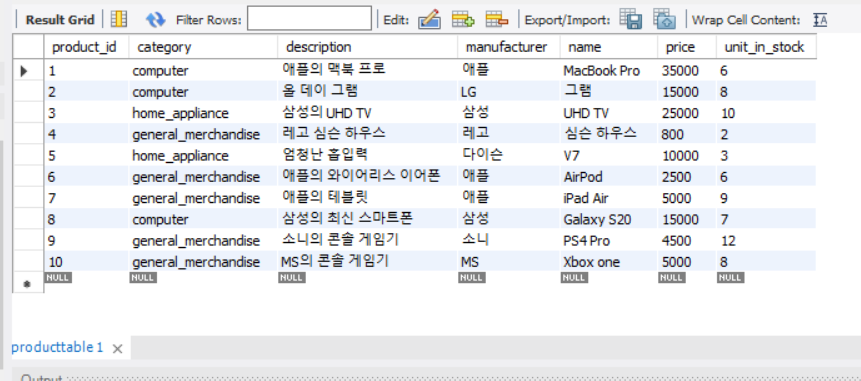 Result Grid Filter Rows: Edit: Export/Import: Wrap Cell Content: IA
product_id category description manufacturer name price unit_in_stock
1 computer 애플의 맥북 프로 애플 MacBook Pro 35000 6
2 computer 올 데이 그램 LG 그램 15000 8
3 home_appliance 삼성의 UHD TV 삼성 UHD TV 25000 10
4 general_merchandise 레고 심슨 하우스 레고 심슨 하우스 800 2
5 home_appliance 엄청난 흡입력 다이슨 V7 10000 3
6 general_merchandise 애플의 와이어리스 이어폰 애플 AirPod 2500 6
7 general_merchandise 애플의 테블릿 애플 iPad Air 5000 9
8 computer 삼성의 최신 스마트폰 삼성 Galaxy S20 15000 7
9 general_merchandise 소니의 콘솔 게임기 소니 PS4 Pro 4500 12
10 general_merchandise MS의 콘솔 게임기 MS Xbox one 5000 8
NULL NULL NULL NULL NULL NULL NULL
producttable 1
Output